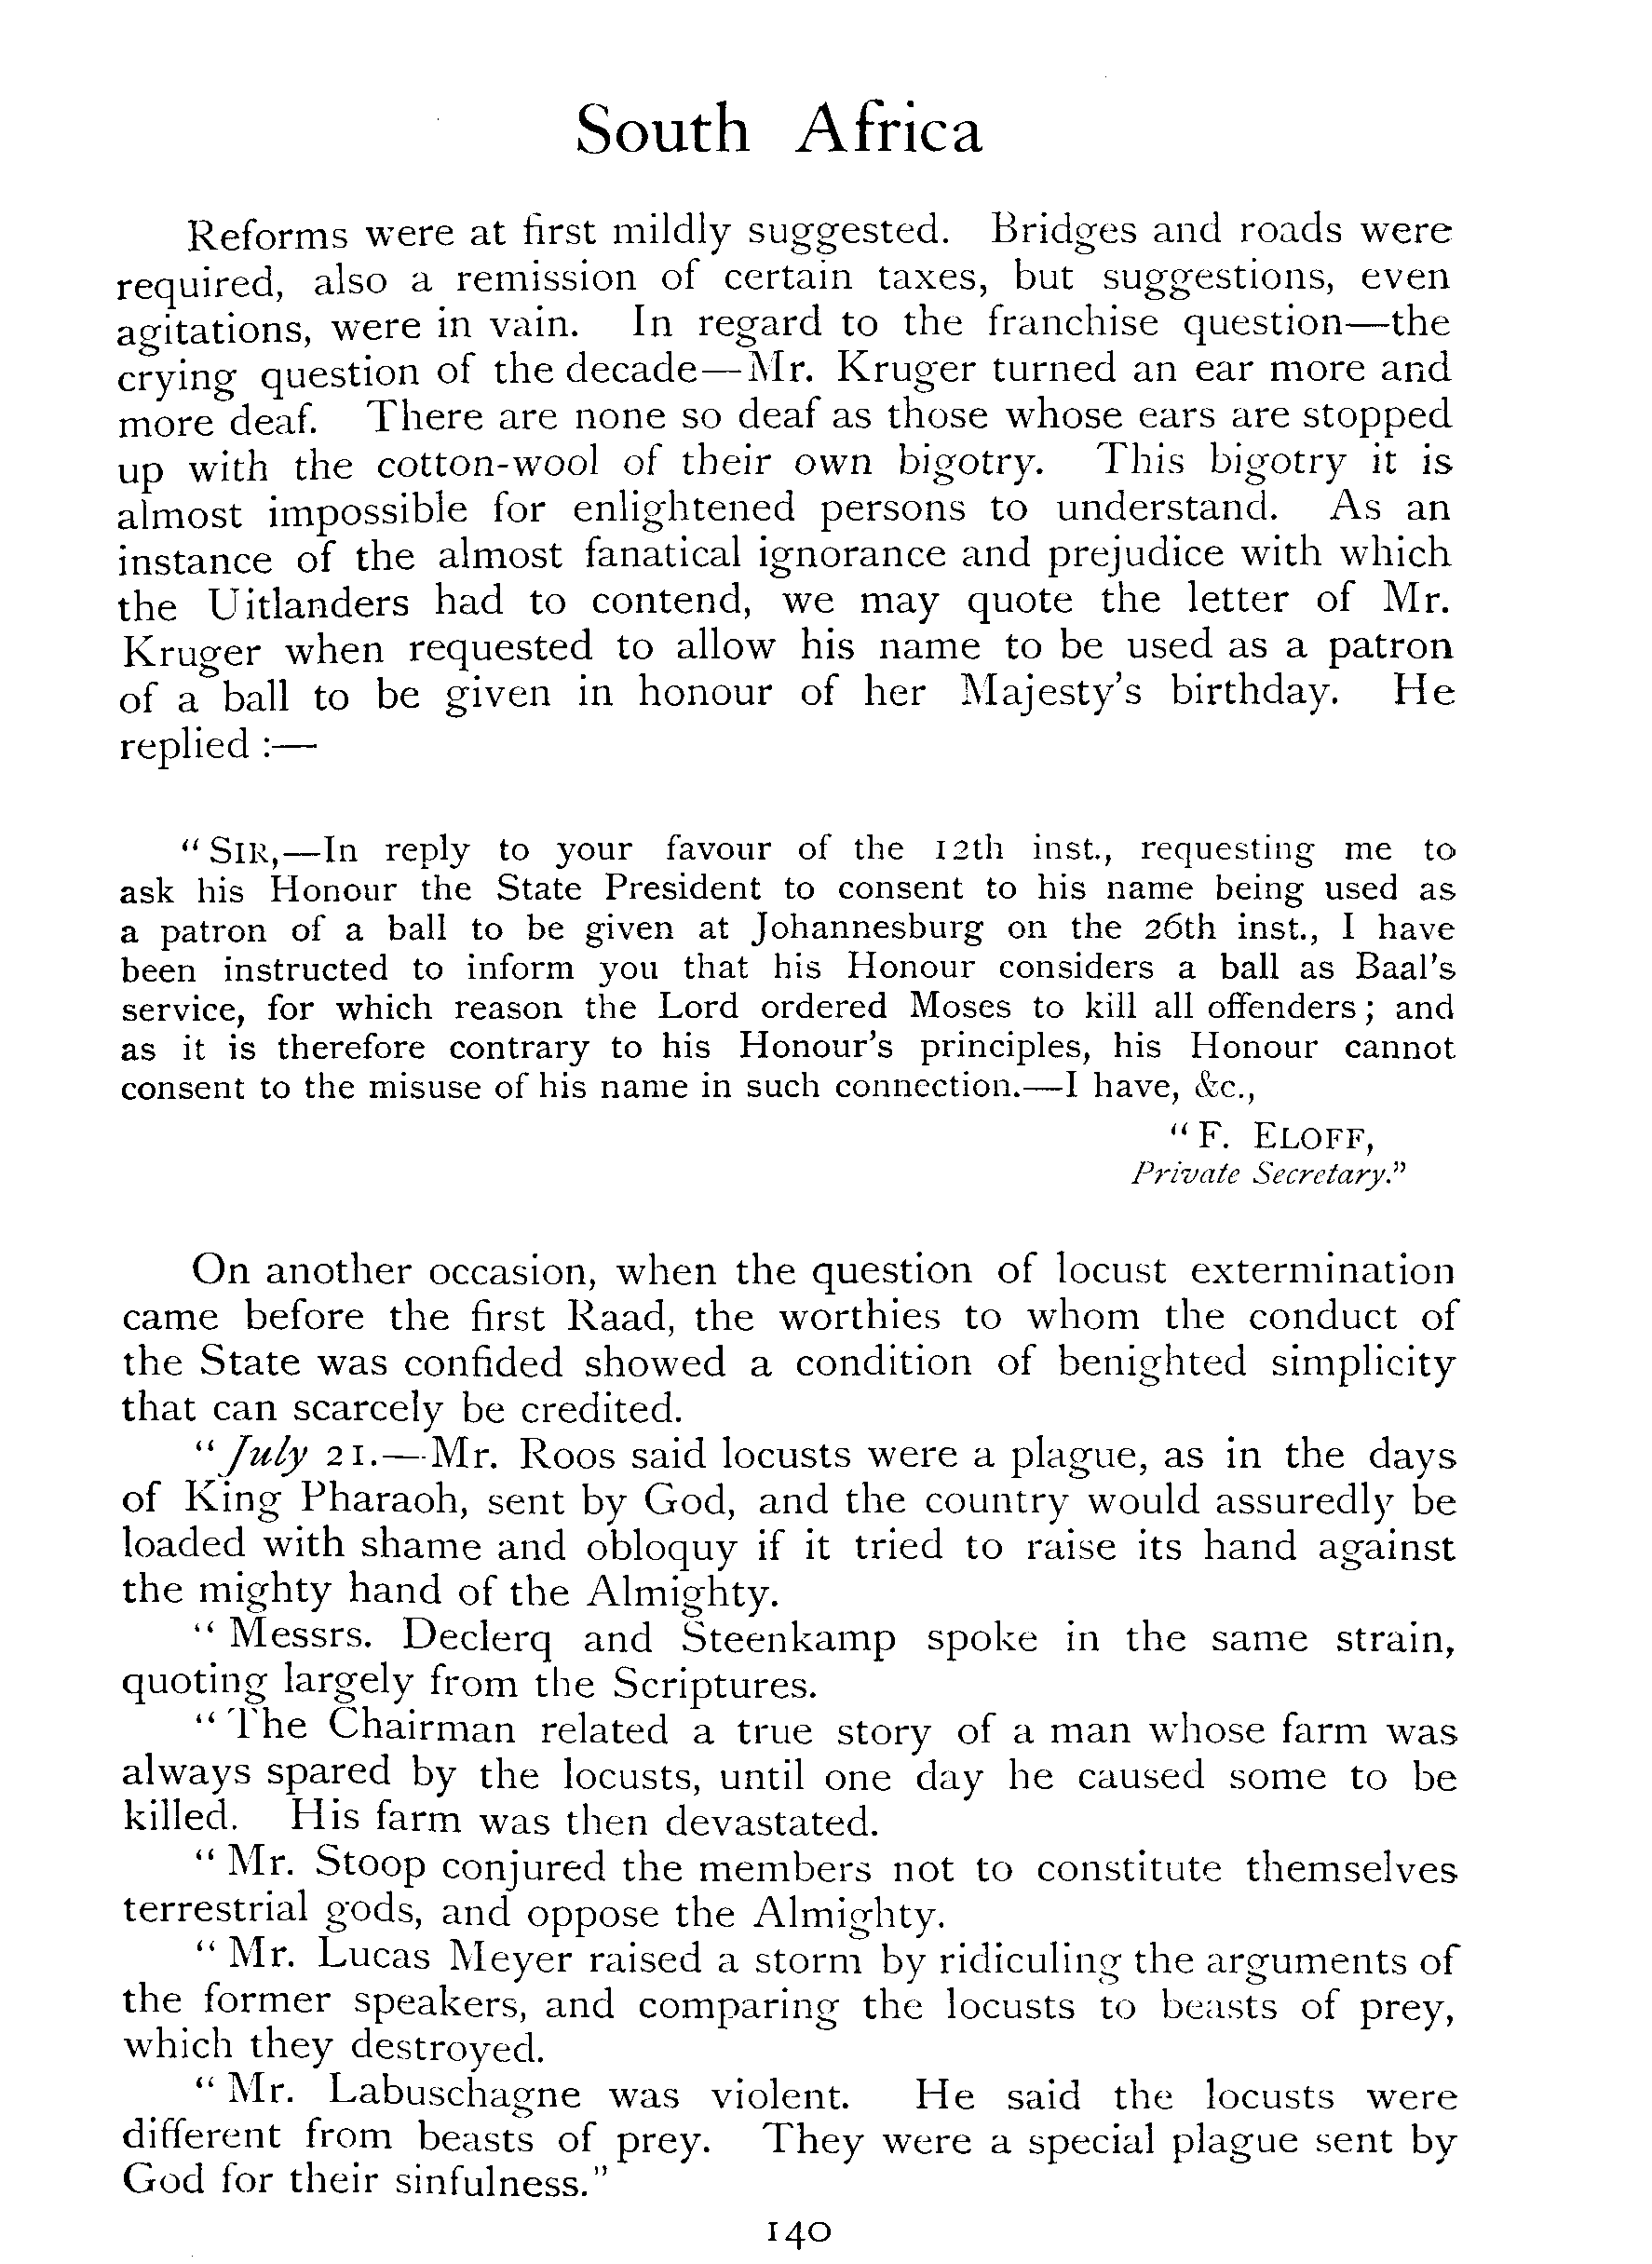 South Africa
Reforms were at first mildly suggested. Bridges and roads were
required, also a remission of certain taxes, but suggestions, even
agitations, were in vain. In regard to the franchise question—the
crying question of the decade—Mr. Kruger turned an ear more and
more deaf. There are none so deaf as those whose ears are stopped
up with the cotton-wool of their own bigotry. This bigotry it is
almost impossible for enlightened persons to understand. As an
instance of the almost fanatical ignorance and prejudice with which
the Uitlanders had to contend, we may quote the letter of Mr.
Kruger when requested to allow his name to be used as a patron
of a ball to be given in honour of her Majesty's birthday. He
replied :—
"SIR,—In reply to your favour of the 12th inst., requesting me to
ask his Honour the State President to consent to his name being used as
a patron of a ball to be given at Johannesburg on the 26th inst., I have
been instructed to inform you that his Honour considers a ball as Baal's
service, for which reason the Lord ordered Moses to kill all offenders; and
as it is therefore contrary to his Honour's principles, his Honour cannot
consent to the misuse of his name in such connection.—I have, &c.,
"F. ELOFF,
Private Secretary."
On another occasion, when the question of locust extermination
came before the first Raad, the worthies to whom the conduct of
the State was confided showed a condition of benighted simplicity
that can scarcely be credited.
"July 21.—Mr. Roos said locusts were a plague, as in the days
of King Pharaoh, sent by God, and the country would assuredly be
loaded with shame and obloquy if it tried to raise its hand against
the mighty hand of the Almighty.
"Messrs. Declerq and Steenkamp spoke in the same strain,
quoting largely from the Scriptures.
"The Chairman related a true story of a man whose farm was
always spared by the locusts, until one day he caused some to be
killed. His farm was then devastated.
"Mr. Stoop conjured the members not to constitute themselves
terrestrial gods, and oppose the Almighty.
"Mr. Lucas Meyer raised a storm by ridiculing the arguments of
the former speakers, and comparing the locusts to beasts of prey,
which they destroyed.
"Mr. Labuschagne was violent. He said the locusts were
different from beasts of prey. They were a special plague sent by
God for their sinfulness."
140